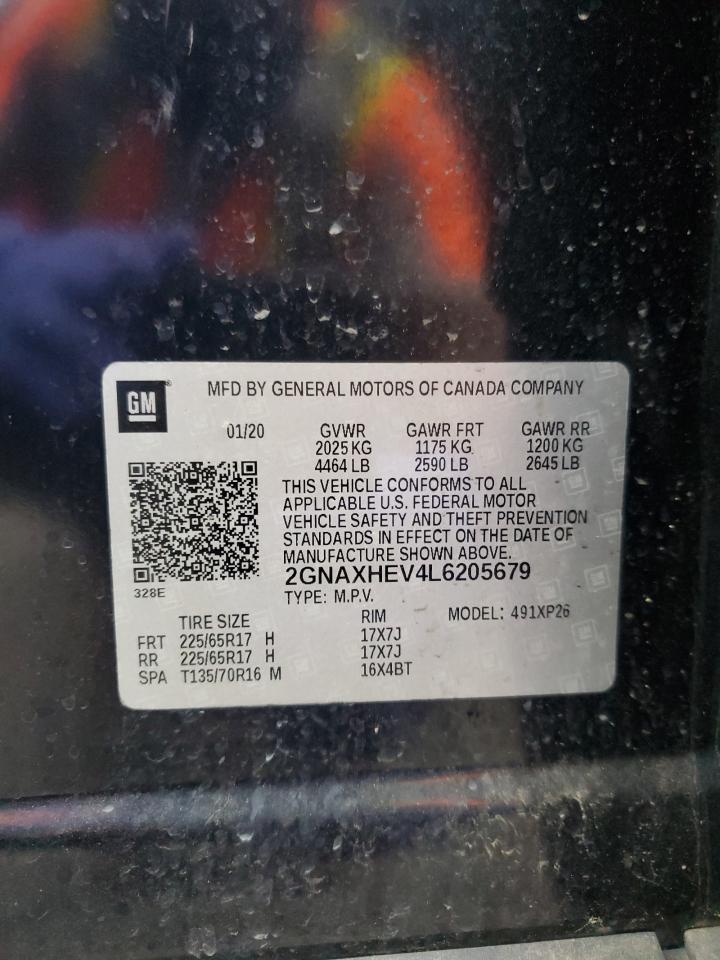 GM
MFD BY GENERAL MOTORS OF CANADA COMPANY
01/20 GVWR GAWR FRT GAWR RR
2025 KG 1175 KG 1200 KG
4464 LB 2590 LB 2645 LB
THIS VEHICLE CONFORMS TO ALL
APPLICABLE U.S. FEDERAL MOTOR
VEHICLE SAFETY AND THEFT PREVENTION
STANDARDS IN EFFECT ON THE DATE OF
MANUFACTURE SHOWN ABOVE.
328E
2GNAXHEV4L6205679
TYPE: M.P.V.
TIRE SIZE RIM MODEL: 491XP26
FRT 225/65R17 H 17X7J
RR 225/65R17 H 17X7J
SPA T135/70R16 M 16X4BT